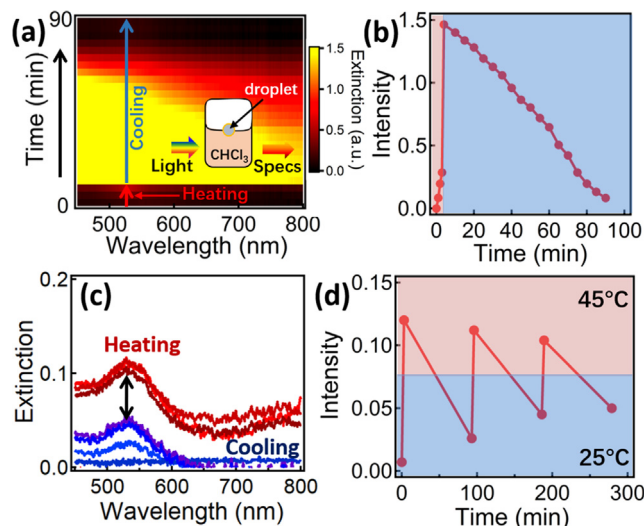 (a)
90
Time (min)
0
Cooling
droplet
CHCl3
Light
Specs
Heating
500 600 700 800
Wavelength (nm)
1.5
1.0
0.5
0.0
Extinction (a.u.)
(b)
Intensity
1.5
1.0
0.5
0.0
0 20 40 60 80 100
Time (min)
(c)
Extinction
0.2
0.1
0.0
Heating
Cooling
500 600 700 800
Wavelength (nm)
(d)
Intensity
0.15
0.10
0.05
0.00
45°C
25°C
0 100 200 300
Time (min)